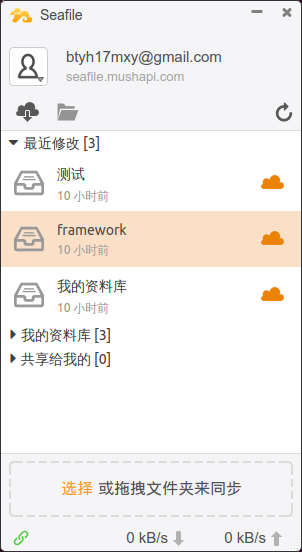 Seafile
btyh17mxy@gmail.com
seafile.mushapi.com
最近修改 [3]
测试
10 小时前
framework
10 小时前
我的资料库
10 小时前
我的资料库 [3]
共享给我的 [0]
选择 或拖拽文件夹来同步
0 kB/s 0 kB/s